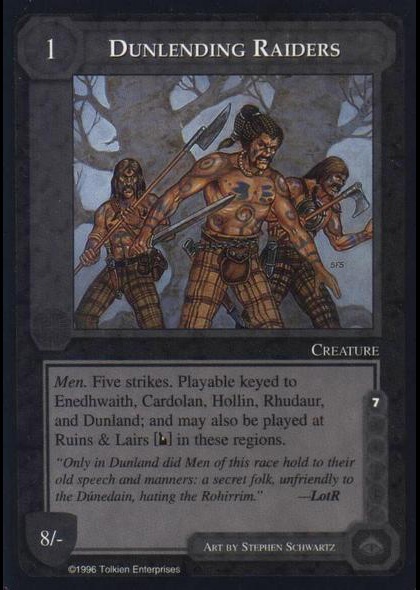 1
DUNLENDING RAIDERS
SFS
CREATURE
Men. Five strikes. Playable keyed to
Enedhwaith, Cardolan, Hollin, Rhudaur,
and Dunland; and may also be played at
Ruins & Lairs [] in these regions.
7
"Only in Dunland did Men of this race hold to their
old speech and manners: a secret folk, unfriendly to
the Dúnedain, hating the Rohirrim." —LotR
8/-
ART BY STEPHEN SCHWARTZ
©1996 Tolkien Enterprises